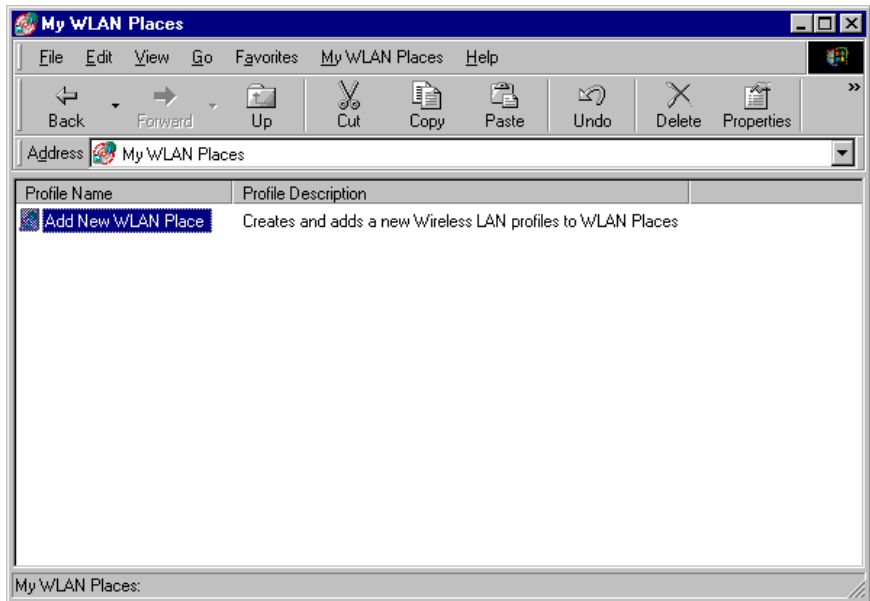 My WLAN Places
File Edit View Go Favorites My WLAN Places Help
Back Forward Up Cut Copy Paste Undo Delete Properties »
Address My WLAN Places
Profile Name Profile Description
Add New WLAN Place Creates and adds a new Wireless LAN profiles to WLAN Places
My WLAN Places: